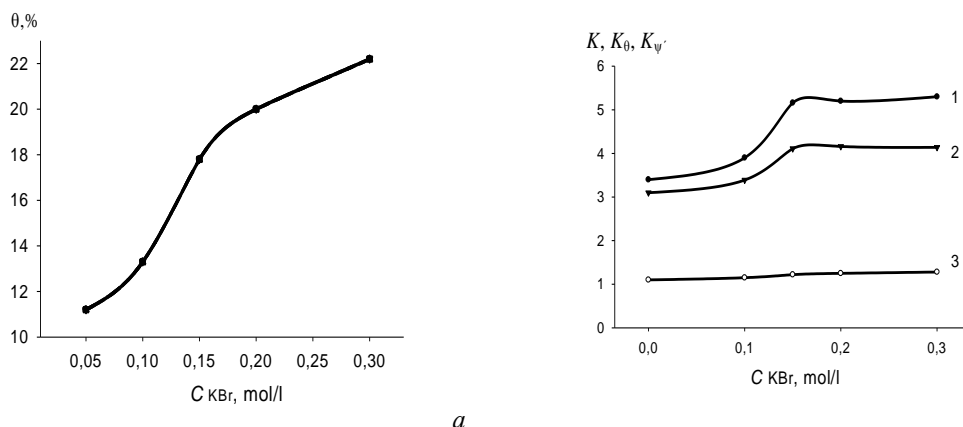 θ,%
22
20
18
16
14
12
10
0,05 0,10 0,15 0,20 0,25 0,30
C KBr, mol/l
K, Kθ, Kψ′
6
5
4
3
2
1
0
1
2
3
0,0 0,1 0,2 0,3
C KBr, mol/l
a